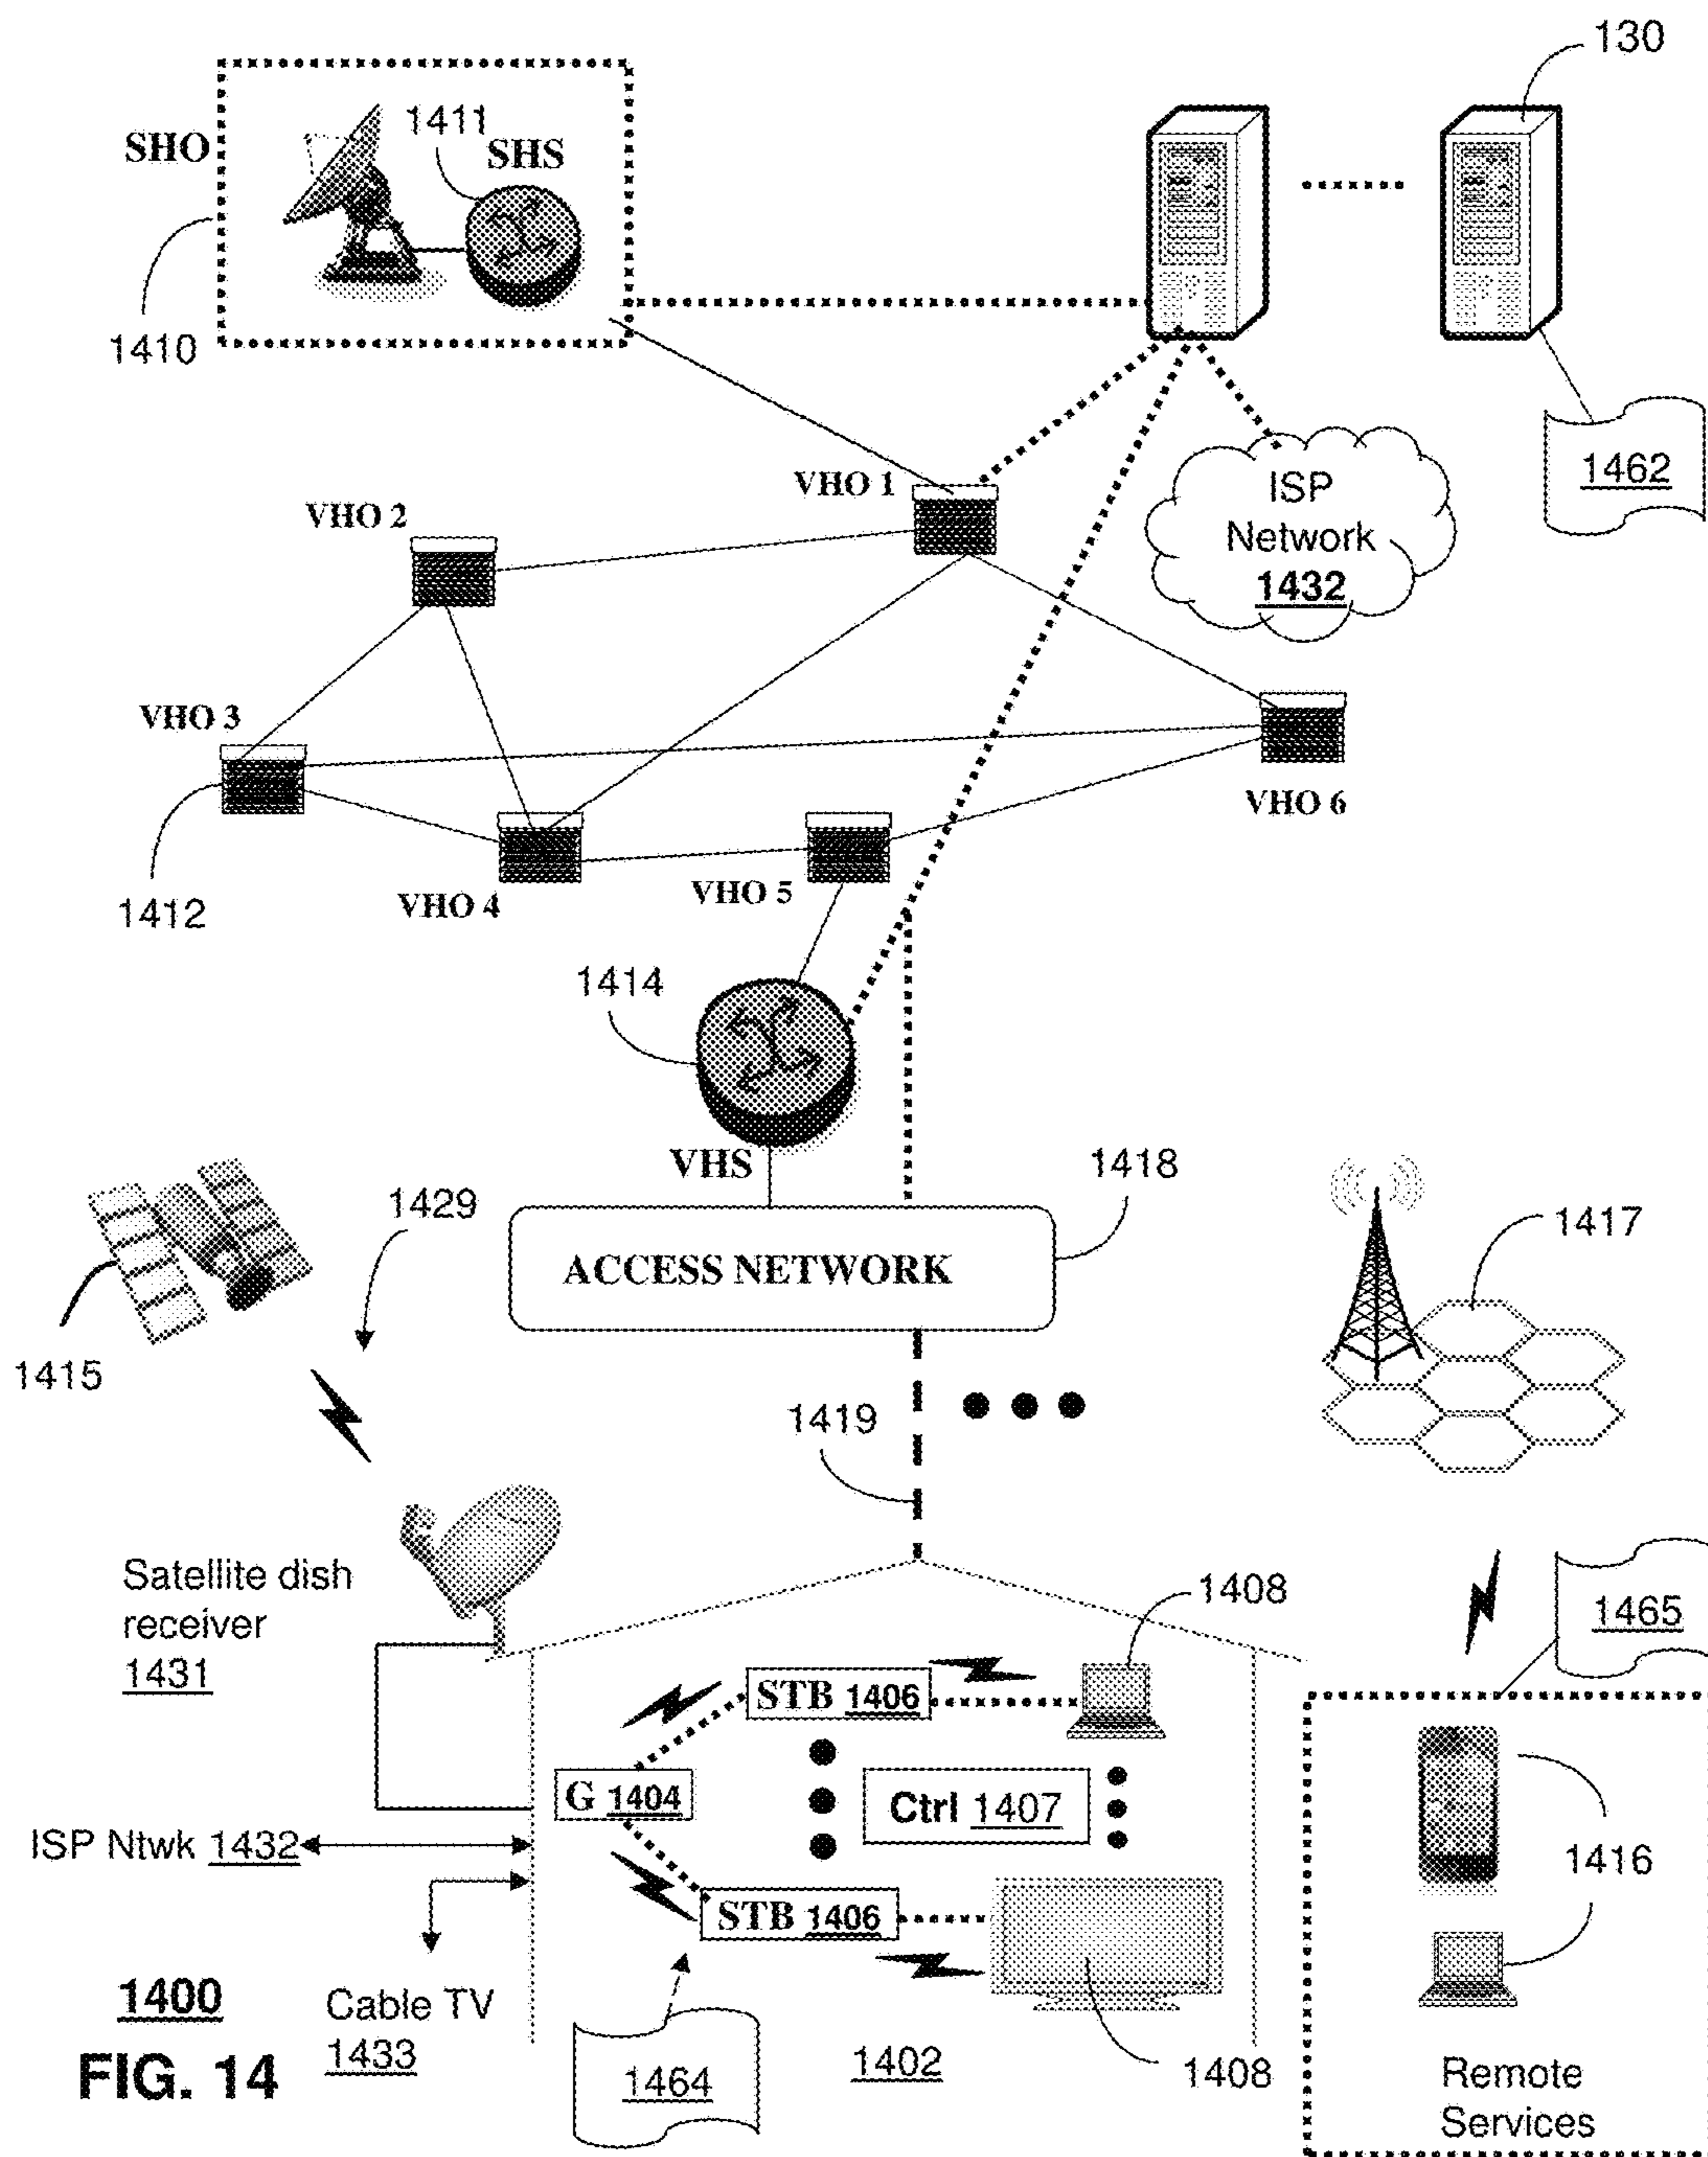 130
1411
SHO
SHS
1410
1462
ISP
Network
1432
VHO 1
VHO 2
VHO 3
VHO 6
VHO 5
VHO 4
1412
1414
VHS
1418
1429
1417
ACCESS NETWORK
1415
1419
Satellite dish
receiver
1431
1408
1465
STB 1406
G 1404
Ctrl 1407
ISP Ntwk 1432
1416
STB 1406
1400
Cable TV
1433
FIG. 14
1464
1402
1408
Remote
Services